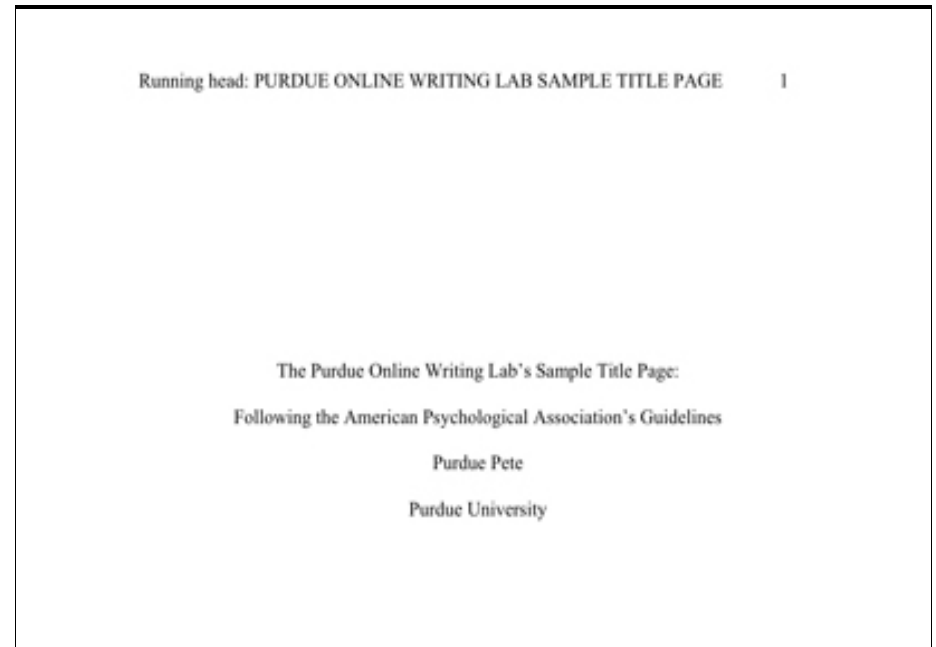 Running head: PURDUE ONLINE WRITING LAB SAMPLE TITLE PAGE 1
The Purdue Online Writing Lab’s Sample Title Page:
Following the American Psychological Association’s Guidelines
Purdue Pete
Purdue University